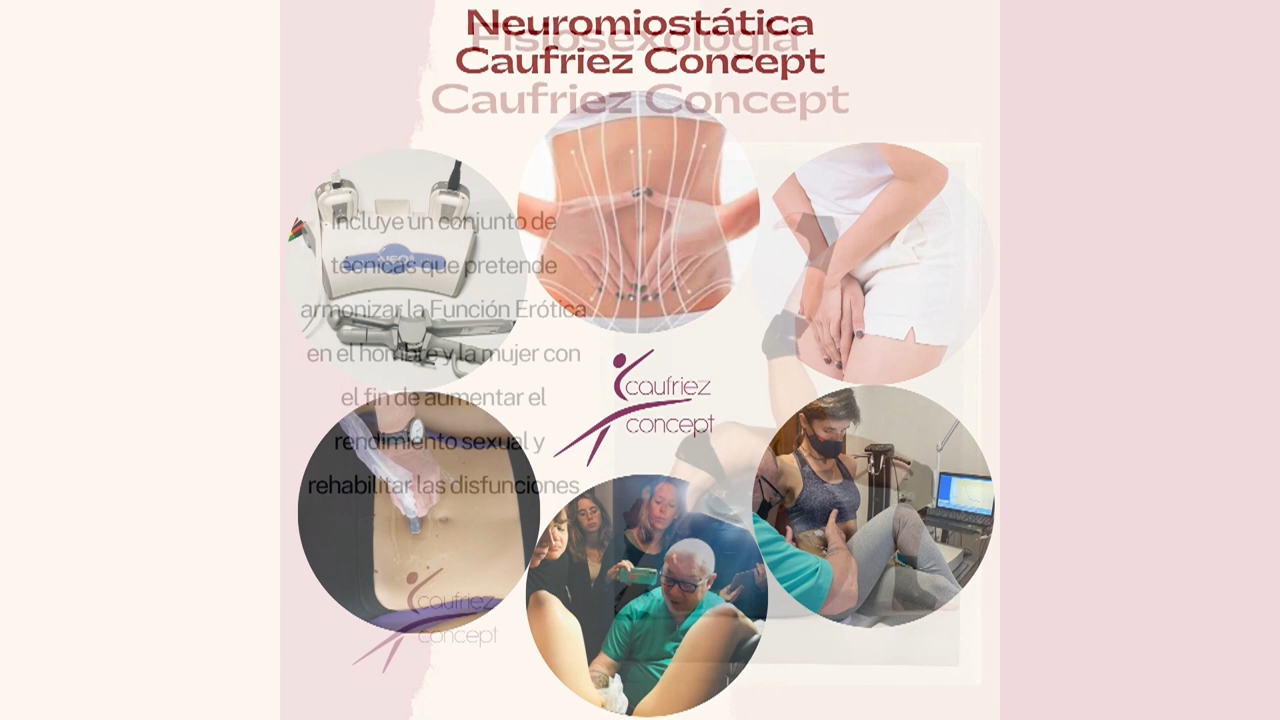 Neuromiostática
Fisiosexología
Caufriez Concept
Caufriez Concept
Incluye un conjunto de
técnicas que pretende
armonizar la Función Erótica
en el hombre y la mujer con
el fin de aumentar el
rendimiento sexual y
rehabilitar las disfunciones
caufriez
concept
caufriez
concept